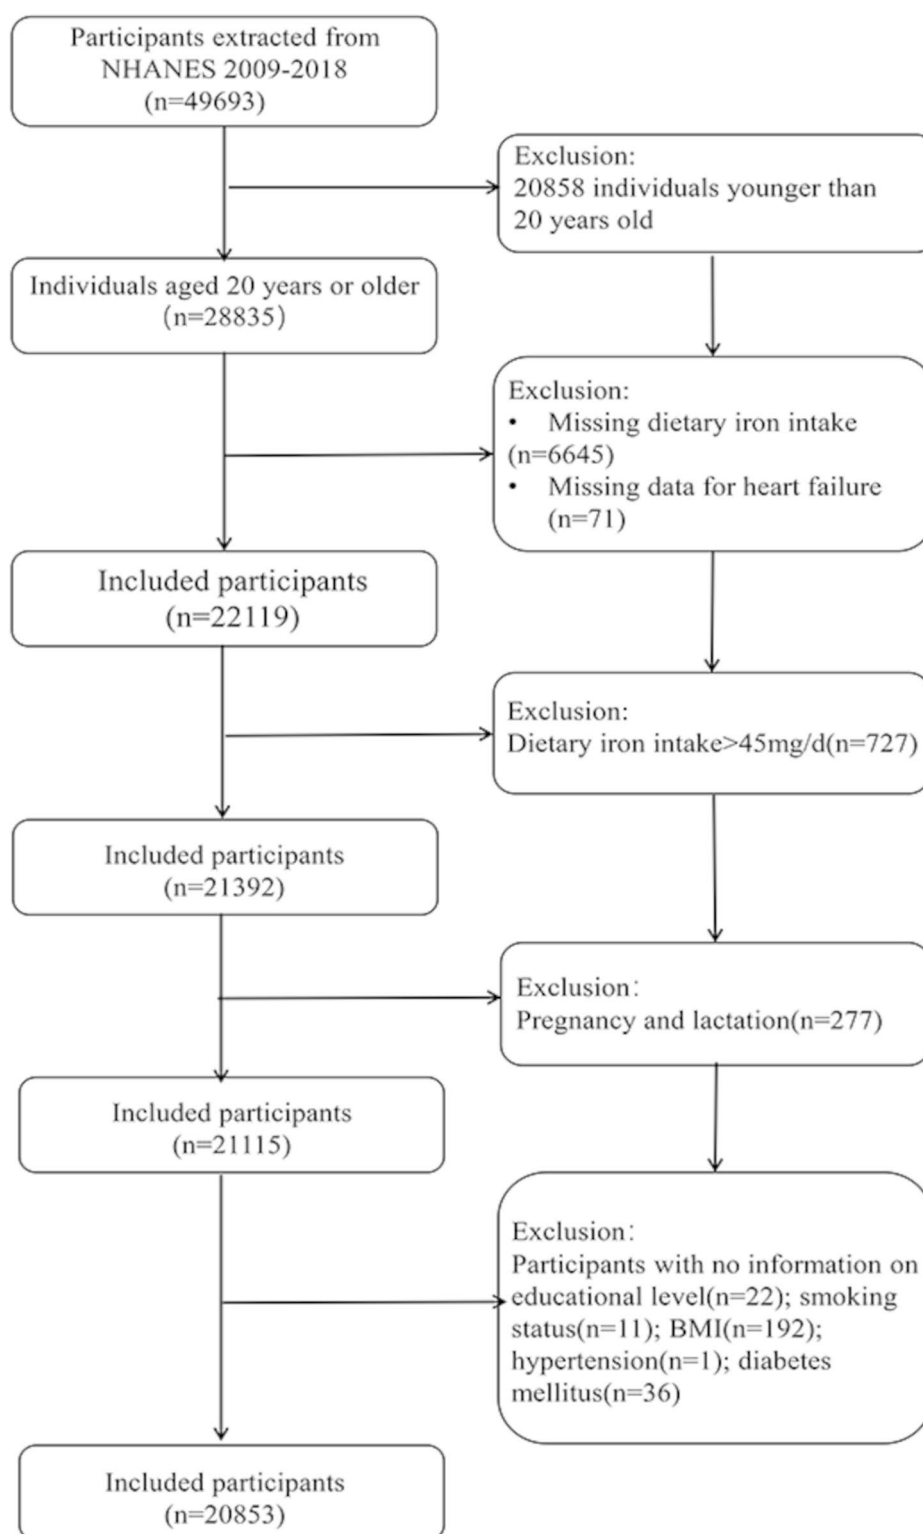 Participants extracted from
NHANES 2009-2018
(n=49693)
Exclusion:
20858 individuals younger than
20 years old
Individuals aged 20 years or older
(n=28835)
Exclusion:
• Missing dietary iron intake
(n=6645)
• Missing data for heart failure
(n=71)
Included participants
(n=22119)
Exclusion:
Dietary iron intake>45mg/d(n=727)
Included participants
(n=21392)
Exclusion:
Pregnancy and lactation(n=277)
Included participants
(n=21115)
Exclusion:
Participants with no information on
educational level(n=22); smoking
status(n=11); BMI(n=192);
hypertension(n=1); diabetes
mellitus(n=36)
Included participants
(n=20853)